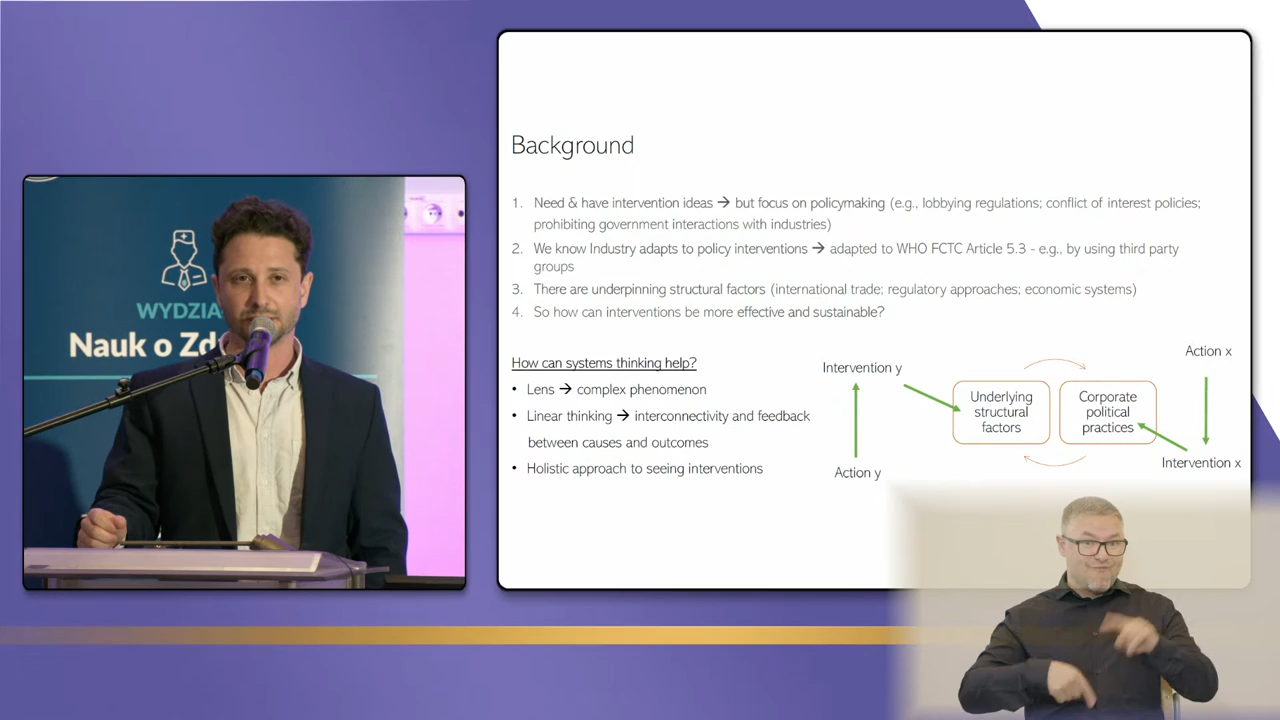 WYDZIA
Nauk o Zd
Background
1. Need & have intervention ideas → but focus on policymaking (e.g., lobbying regulations; conflict of interest policies;
prohibiting government interactions with industries)
2. We know Industry adapts to policy interventions → adapted to WHO FCTC Article 5.3 - e.g., by using third party
groups
3. There are underpinning structural factors (international trade; regulatory approaches; economic systems)
4. So how can interventions be more effective and sustainable?
How can systems thinking help?
• Lens → complex phenomenon
• Linear thinking → interconnectivity and feedback
between causes and outcomes
• Holistic approach to seeing interventions
Intervention y
Action y
Underlying
structural
factors
Corporate
political
practices
Action x
Intervention x